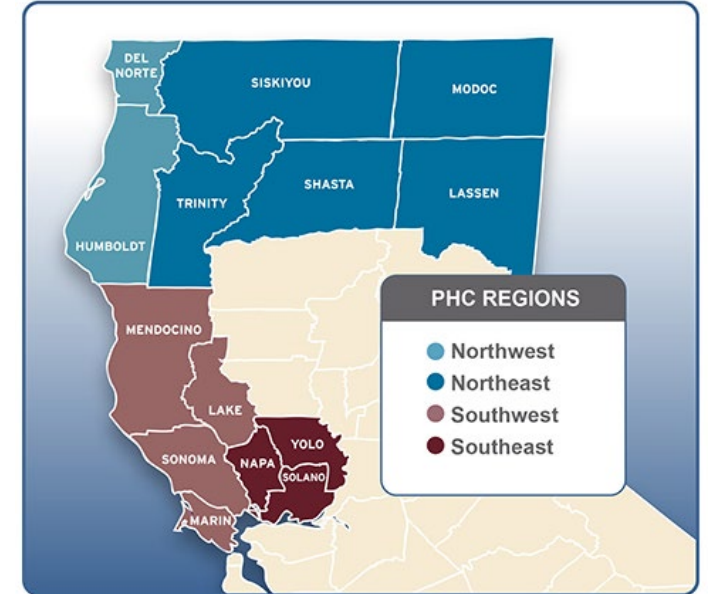 DEL
NORTE
SISKIYOU
MODOC
SHASTA
LASSEN
TRINITY
HUMBOLDT
PHC REGIONS
Northwest
Northeast
Southwest
Southeast
MENDOCINO
LAKE
YOLO
SONOMA
NAPA
SOLANO
MARIN